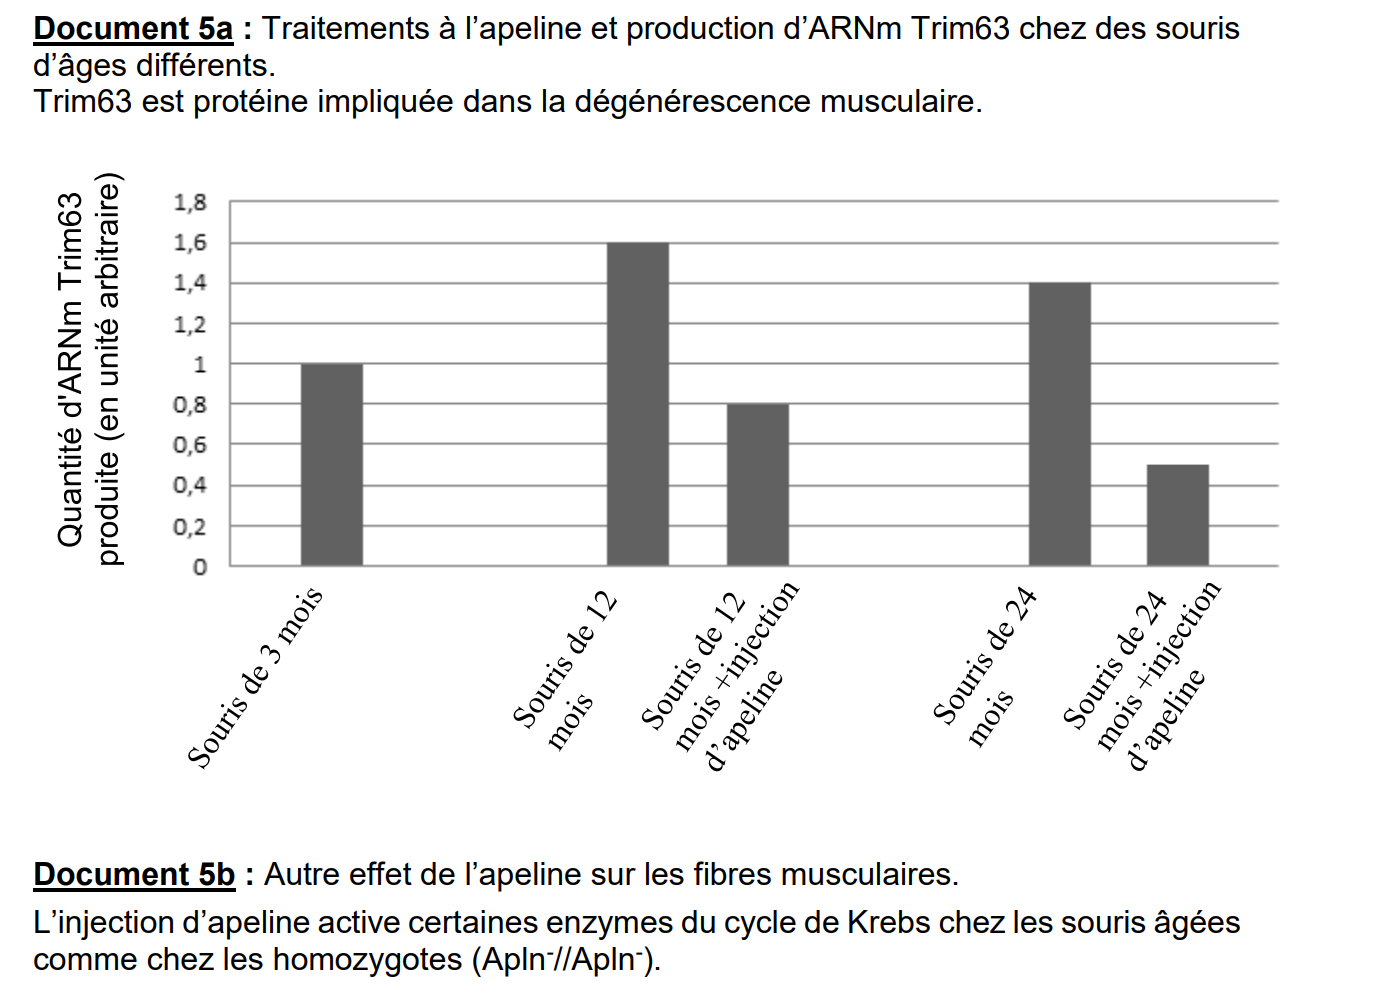 Document 5a : Traitements à l’apeline et production d’ARNm Trim63 chez des souris
d’âges différents.
Trim63 est protéine impliquée dans la dégénérescence musculaire.
Quantité d'ARNm Trim63
produite (en unité arbitraire)
1,8
1,6
1,4
1,2
1
0,8
0,6
0,4
0,2
0
Souris de 3 mois
Souris de 12
mois
Souris de 12
mois +injection
d’apeline
Souris de 24
mois
Souris de 24
mois +injection
d’apeline
Document 5b : Autre effet de l’apeline sur les fibres musculaires.
L’injection d’apeline active certaines enzymes du cycle de Krebs chez les souris âgées
comme chez les homozygotes (Apln⁻//Apln⁻).